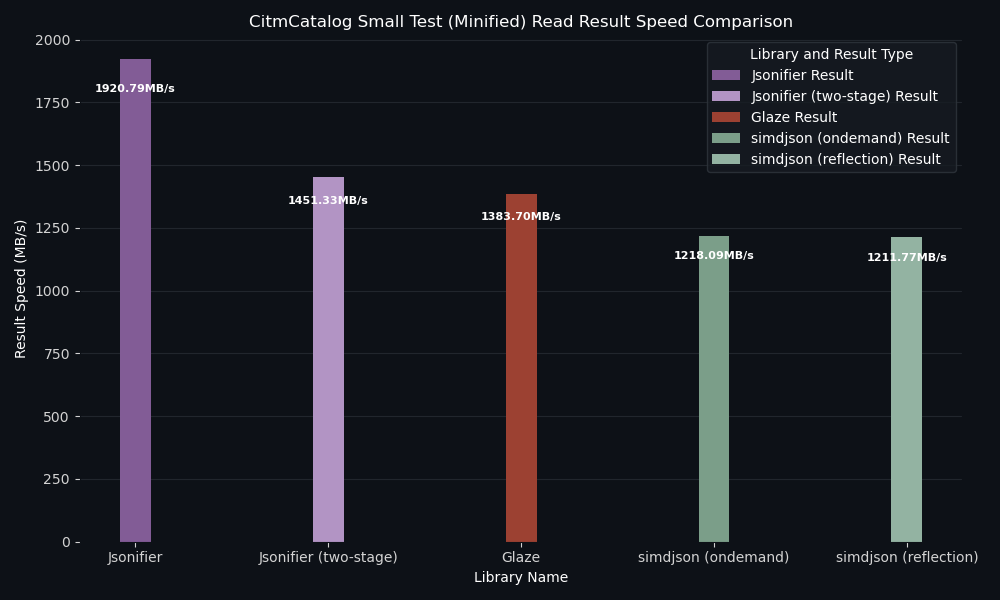 CitmCatalog Small Test (Minified) Read Result Speed Comparison
Library and Result Type
Jsonifier Result
Jsonifier (two-stage) Result
Glaze Result
simdjson (ondemand) Result
simdjson (reflection) Result
Result Speed (MB/s)
2000
1750
1500
1250
1000
750
500
250
0
1920.79MB/s
1451.33MB/s
1383.70MB/s
1218.09MB/s
1211.77MB/s
Jsonifier
Jsonifier (two-stage)
Glaze
simdjson (ondemand)
simdjson (reflection)
Library Name